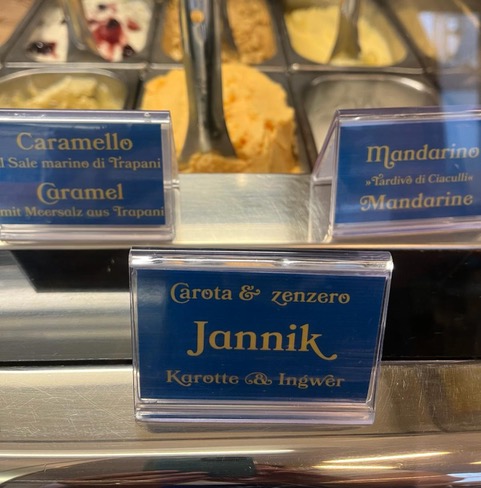 Caramello
l Sale marino di Trapani
Caramel
mit Meersalz aus Trapani
Mandarino
»Tardivo di Ciaculli«
Mandarine
Carota & zenzero
Jannik
Karotte & Ingwer